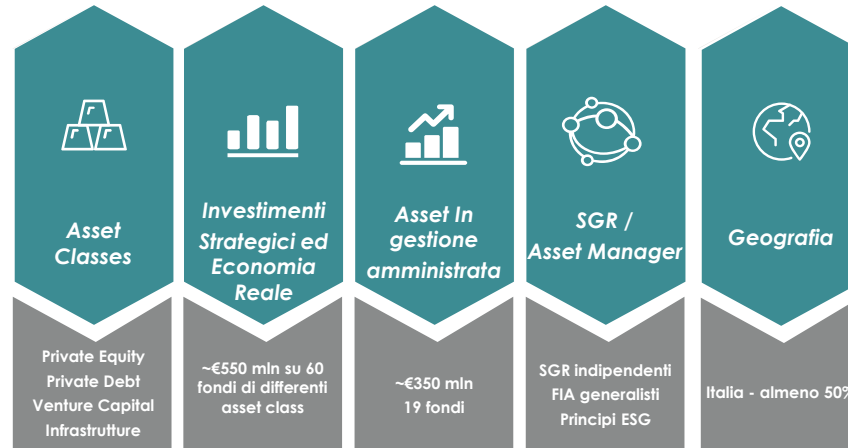 Asset
Classes
Investimenti
Strategici ed
Economia
Reale
Asset In
gestione
amministrata
SGR /
Asset Manager
Geografia
Private Equity
Private Debt
Venture Capital
Infrastrutture
~€550 mln su 60
fondi di differenti
asset class
~€350 mln
19 fondi
SGR indipendenti
FIA generalisti
Principi ESG
Italia - almeno 50%